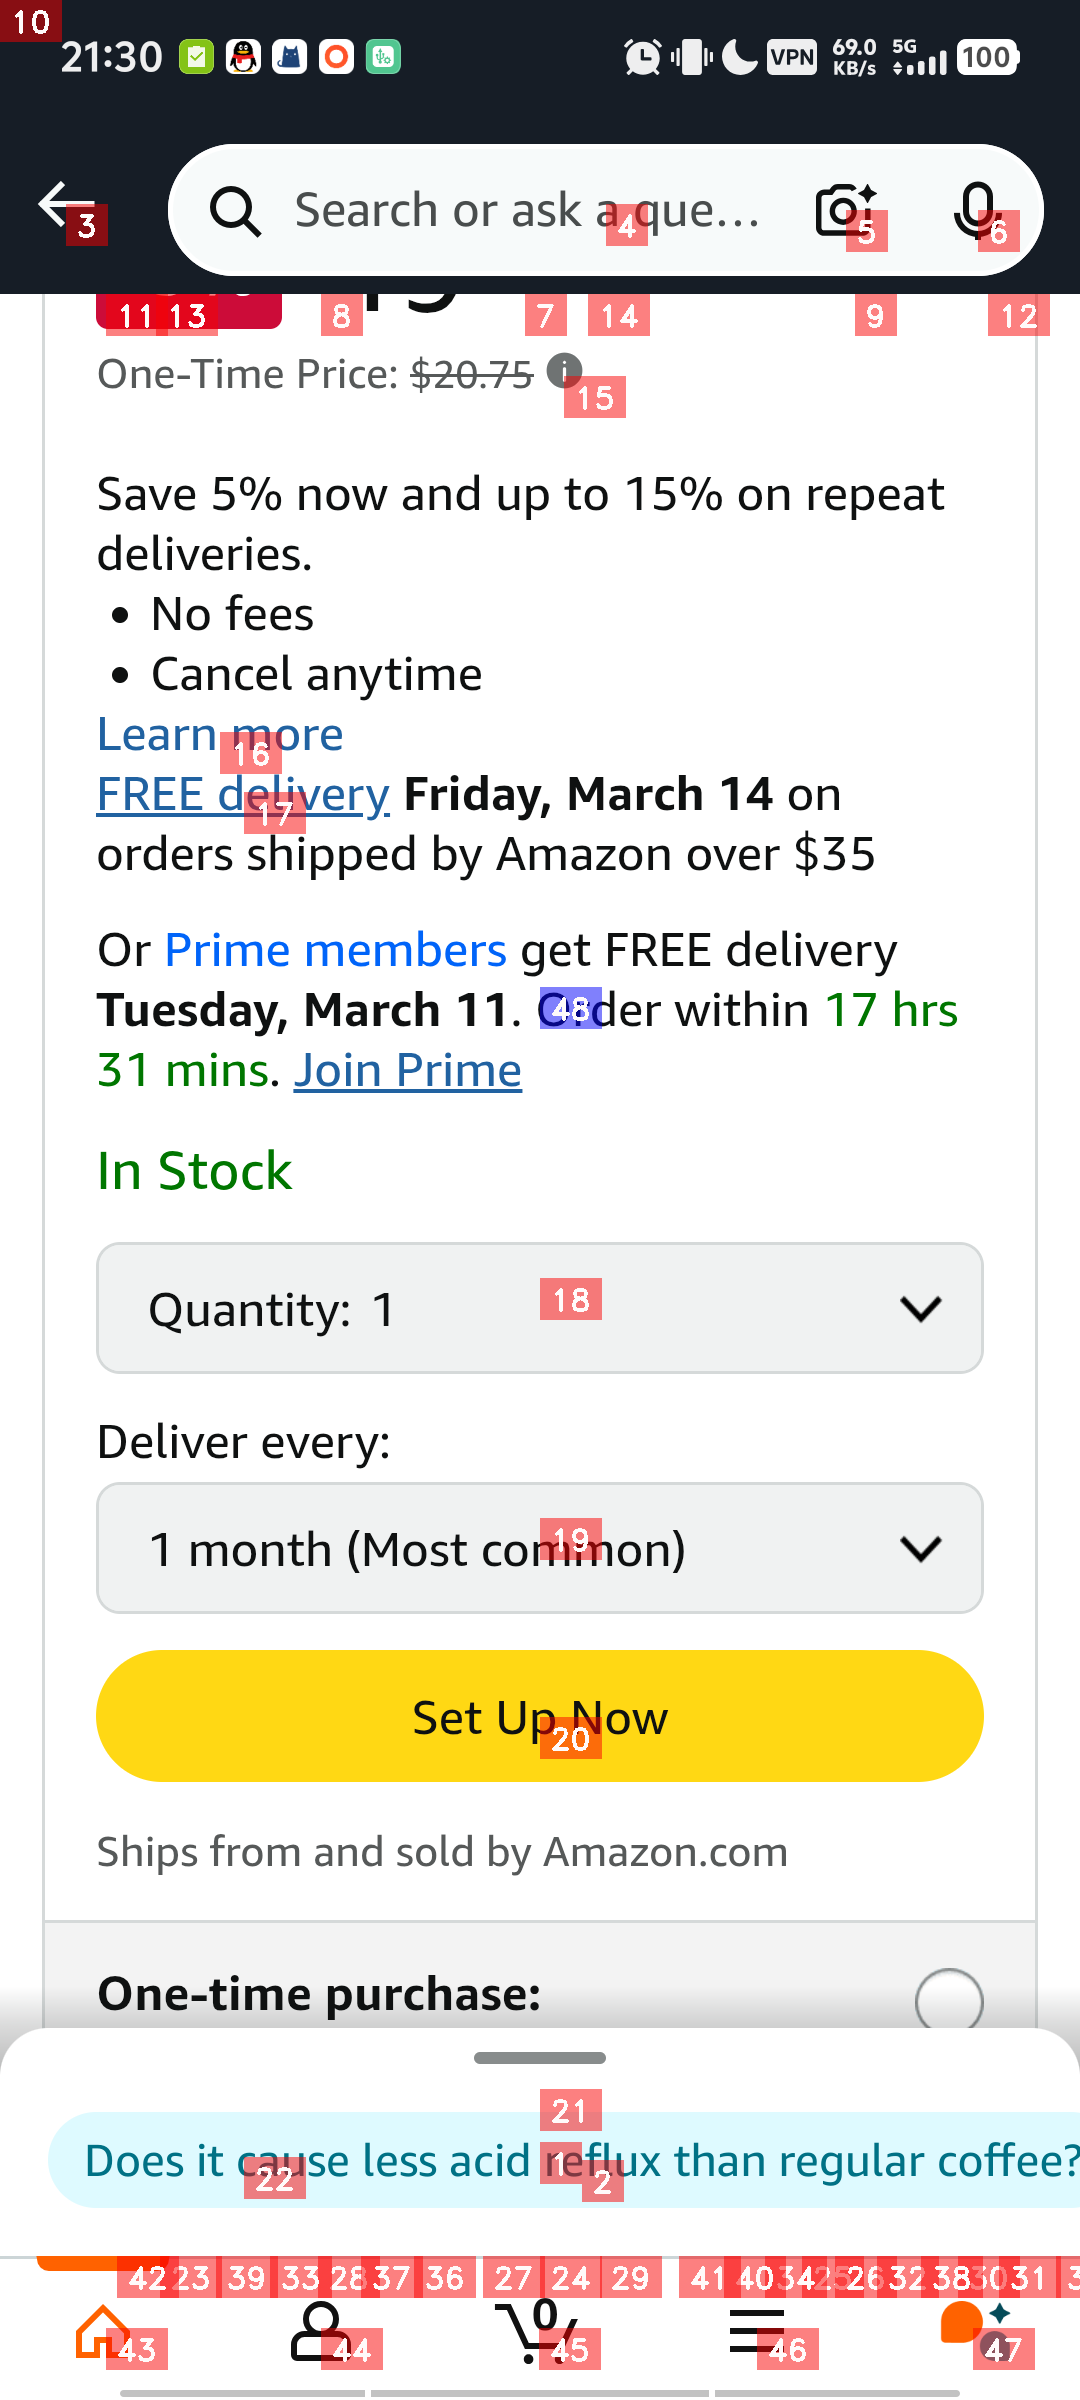 10
21:30
VPN
69.0 KB/s
5G
100
Search or ask a que...
3
4
5
6
11 13 8 7 14 9 12
One-Time Price: $20.75
15
Save 5% now and up to 15% on repeat
deliveries.
• No fees
• Cancel anytime
Learn more
16
FREE delivery Friday, March 14 on
17
orders shipped by Amazon over $35
Or Prime members get FREE delivery
Tuesday, March 11. Order within 17 hrs
48
31 mins. Join Prime
In Stock
Quantity: 1
18
Deliver every:
1 month (Most common)
19
Set Up Now
20
Ships from and sold by Amazon.com
One-time purchase:
21
Does it cause less acid reflux than regular coffee?
22
1
2
42 23 39 33 28 37 36 27 24 29 41 40 34 25 26 32 38 30 31
0
43 44 45 46 47